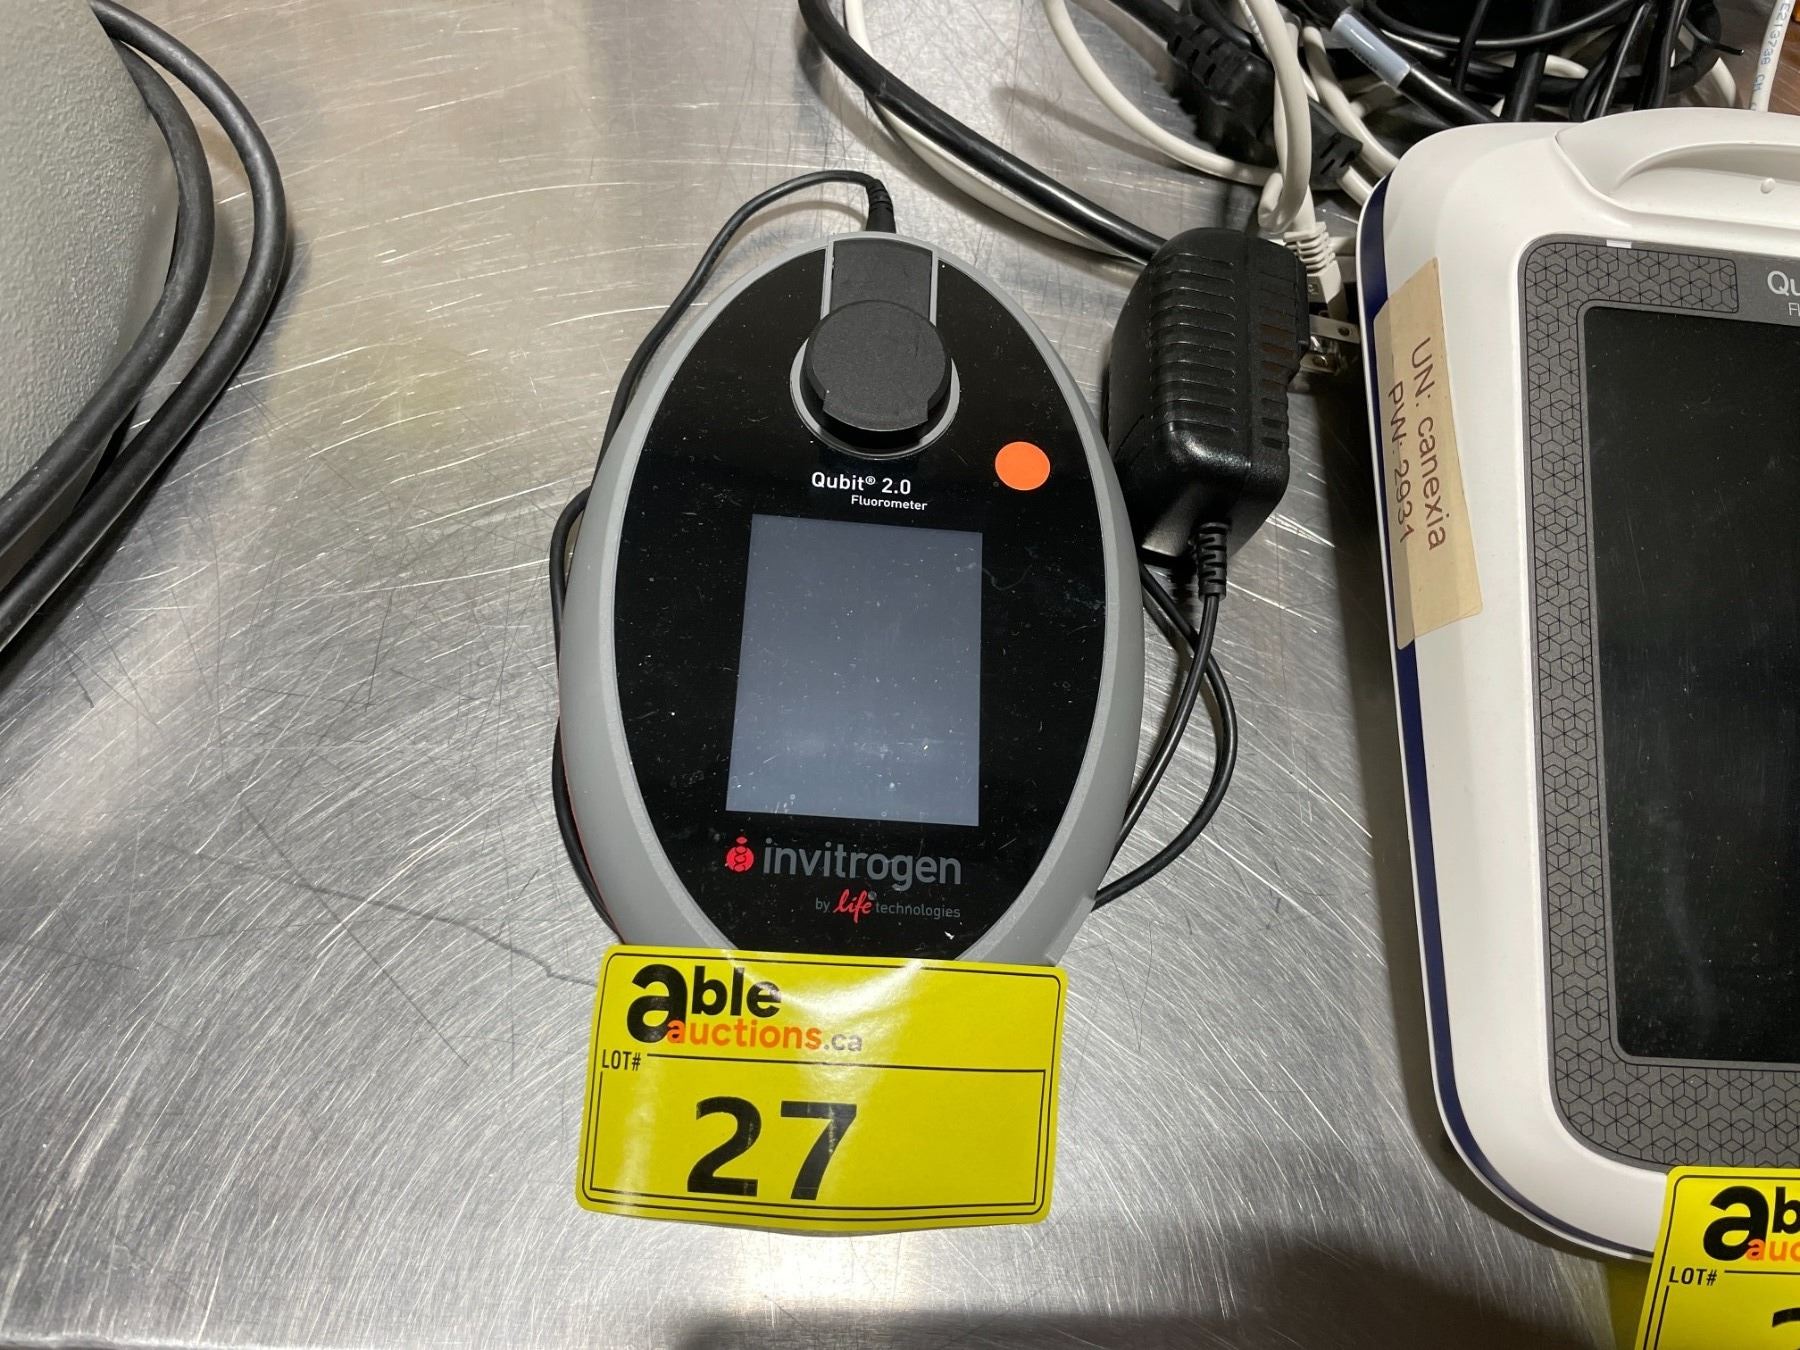 Qubit® 2.0
Fluorometer
invitrogen
by life® technologies
able
auctions.ca
LOT#
27
UN: canexia
PW: 2931
Qu
LOT#